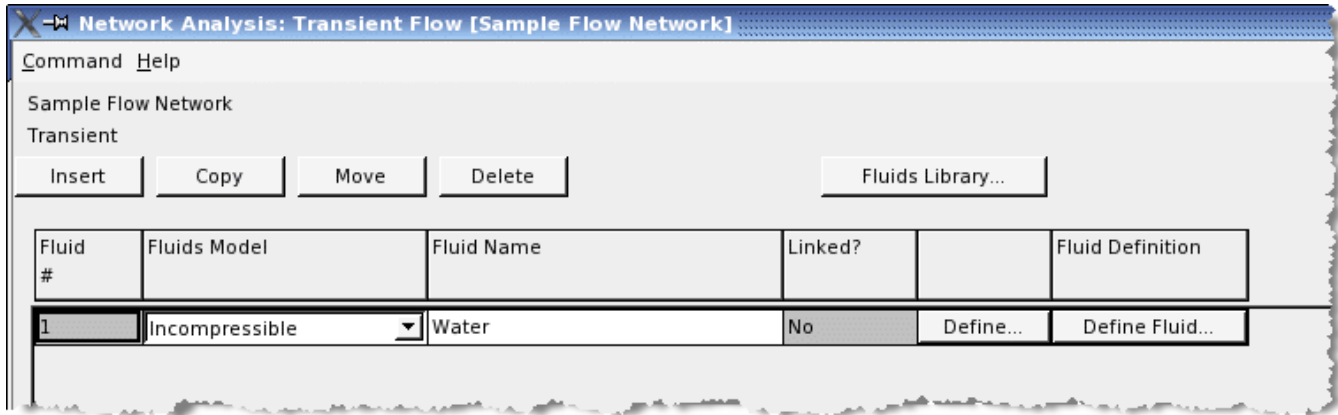 Network Analysis: Transient Flow [Sample Flow Network]
Command Help
Sample Flow Network
Transient
Insert Copy Move Delete Fluids Library...
Fluid # Fluids Model Fluid Name Linked? Fluid Definition
1 Incompressible Water No Define... Define Fluid...